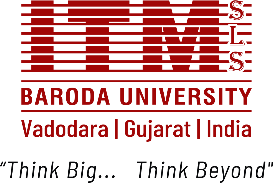 ITM SLS
BARODA UNIVERSITY
Vadodara | Gujarat | India
“Think Big... Think Beyond"